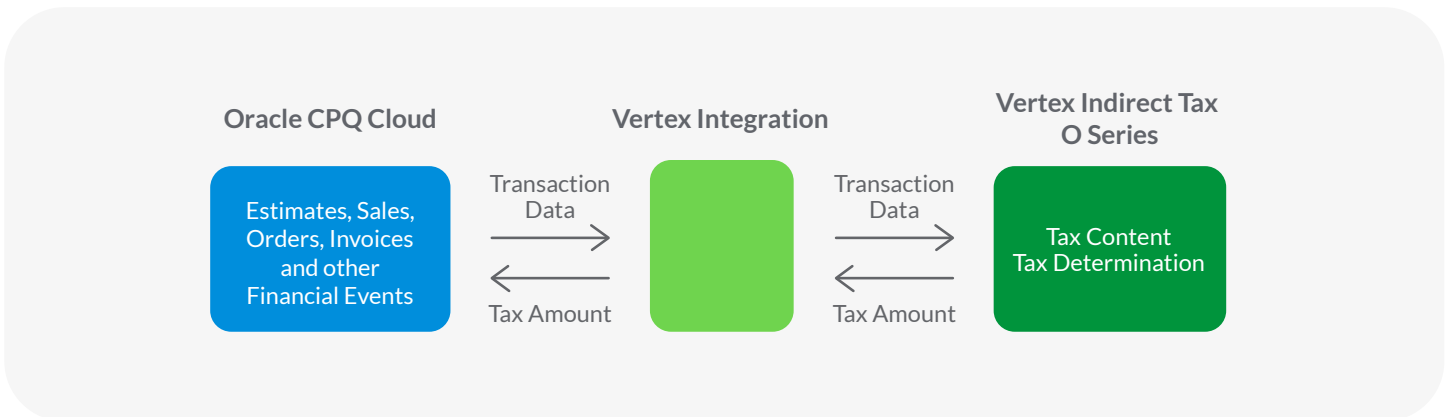 Oracle CPQ Cloud
Estimates, Sales,
Orders, Invoices
and other
Financial Events
Transaction
Data
Tax Amount
Vertex Integration
Transaction
Data
Tax Amount
Vertex Indirect Tax
O Series
Tax Content
Tax Determination